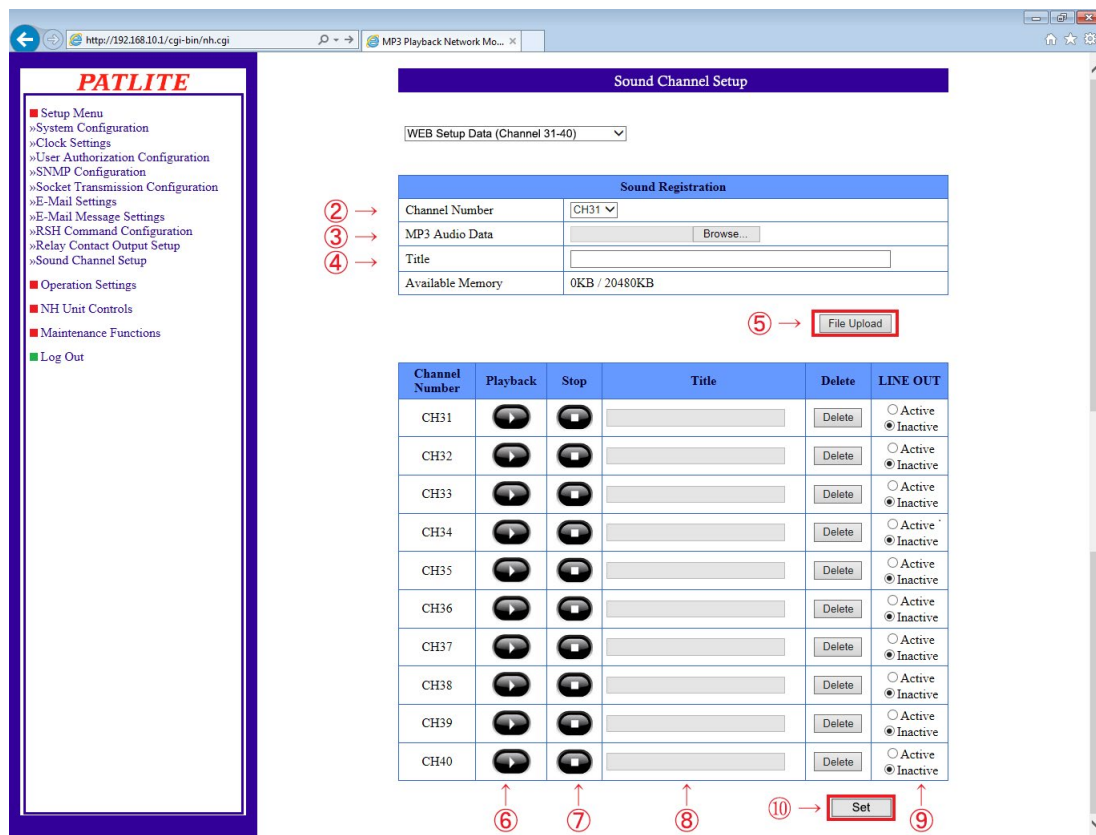 http://192.168.10.1/cgi-bin/nh.cgi
MP3 Playback Network Mo...
PATLITE
Setup Menu
»System Configuration
»Clock Settings
»User Authorization Configuration
»SNMP Configuration
»Socket Transmission Configuration
»E-Mail Settings
»E-Mail Message Settings
»RSH Command Configuration
»Relay Contact Output Setup
»Sound Channel Setup
Operation Settings
NH Unit Controls
Maintenance Functions
Log Out
Sound Channel Setup
WEB Setup Data (Channel 31-40)
Sound Registration
② → Channel Number CH31
③ → MP3 Audio Data Browse...
④ → Title
Available Memory 0KB / 20480KB
⑤ → File Upload
Channel Number Playback Stop Title Delete LINE OUT
CH31 Delete Active
Inactive
CH32 Delete Active
Inactive
CH33 Delete Active
Inactive
CH34 Delete Active
Inactive
CH35 Delete Active
Inactive
CH36 Delete Active
Inactive
CH37 Delete Active
Inactive
CH38 Delete Active
Inactive
CH39 Delete Active
Inactive
CH40 Delete Active
Inactive
⑩ → Set
⑥ ⑦ ⑧ ⑨